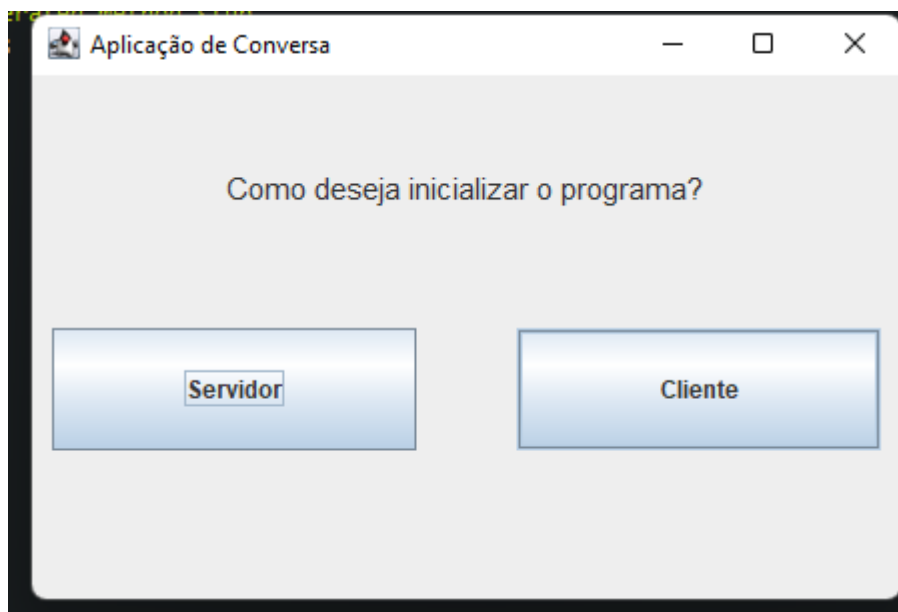 Aplicação de Conversa
Como deseja inicializar o programa?
Servidor
Cliente